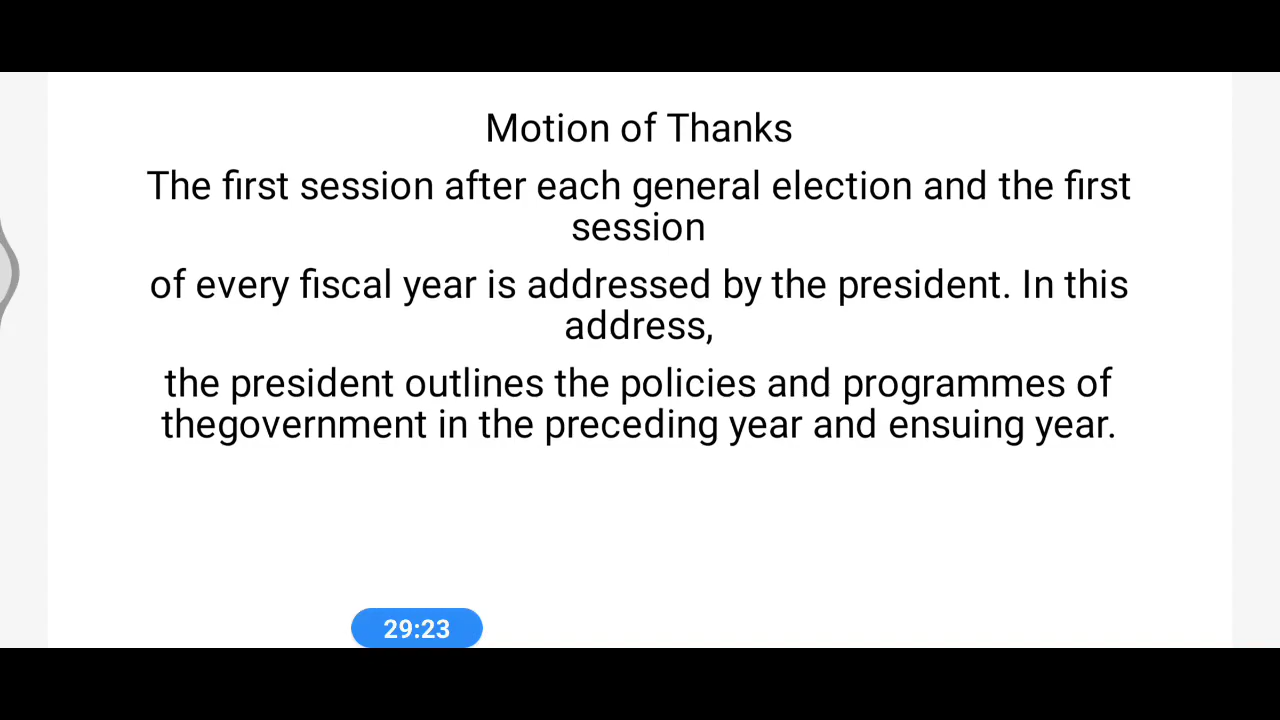 Motion of Thanks
The first session after each general election and the first
session
of every fiscal year is addressed by the president. In this
address,
the president outlines the policies and programmes of
thegovernment in the preceding year and ensuing year.
29:23